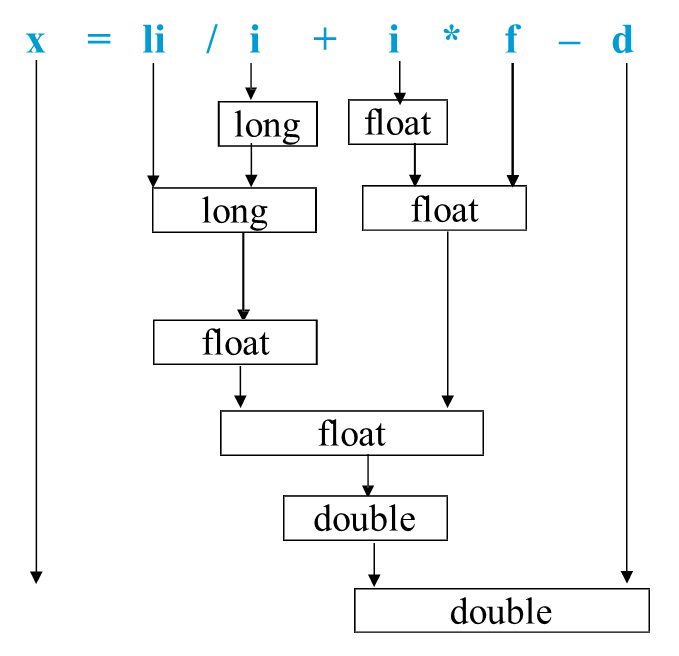 x = li / i + i * f – d
long float
long float
float
float
double
double